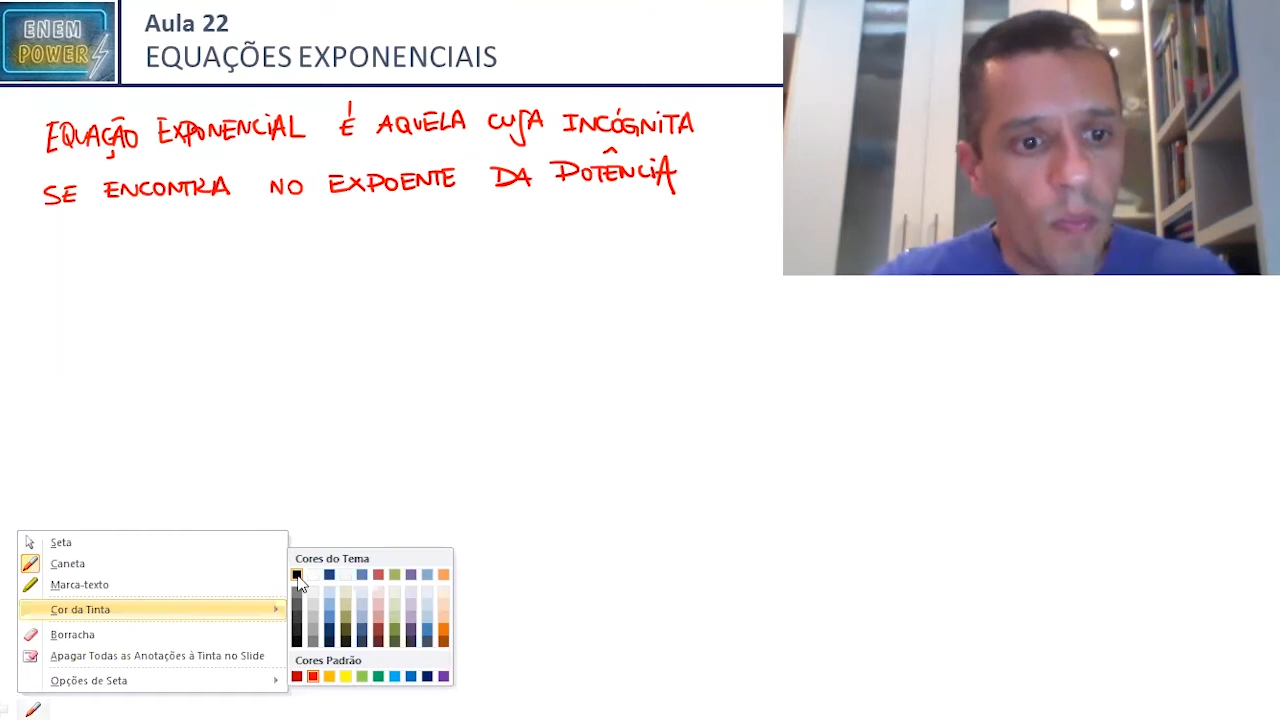 ENEM
POWER
Aula 22
EQUAÇÕES EXPONENCIAIS
EQUAÇÃO EXPONENCIAL É AQUELA CUJA INCÓGNITA
SE ENCONTRA NO EXPOENTE DA POTÊNCIA
Seta
Caneta
Marca-texto
Cor da Tinta
Borracha
Apagar Todas as Anotações à Tinta no Slide
Opções de Seta
Cores do Tema
Cores Padrão